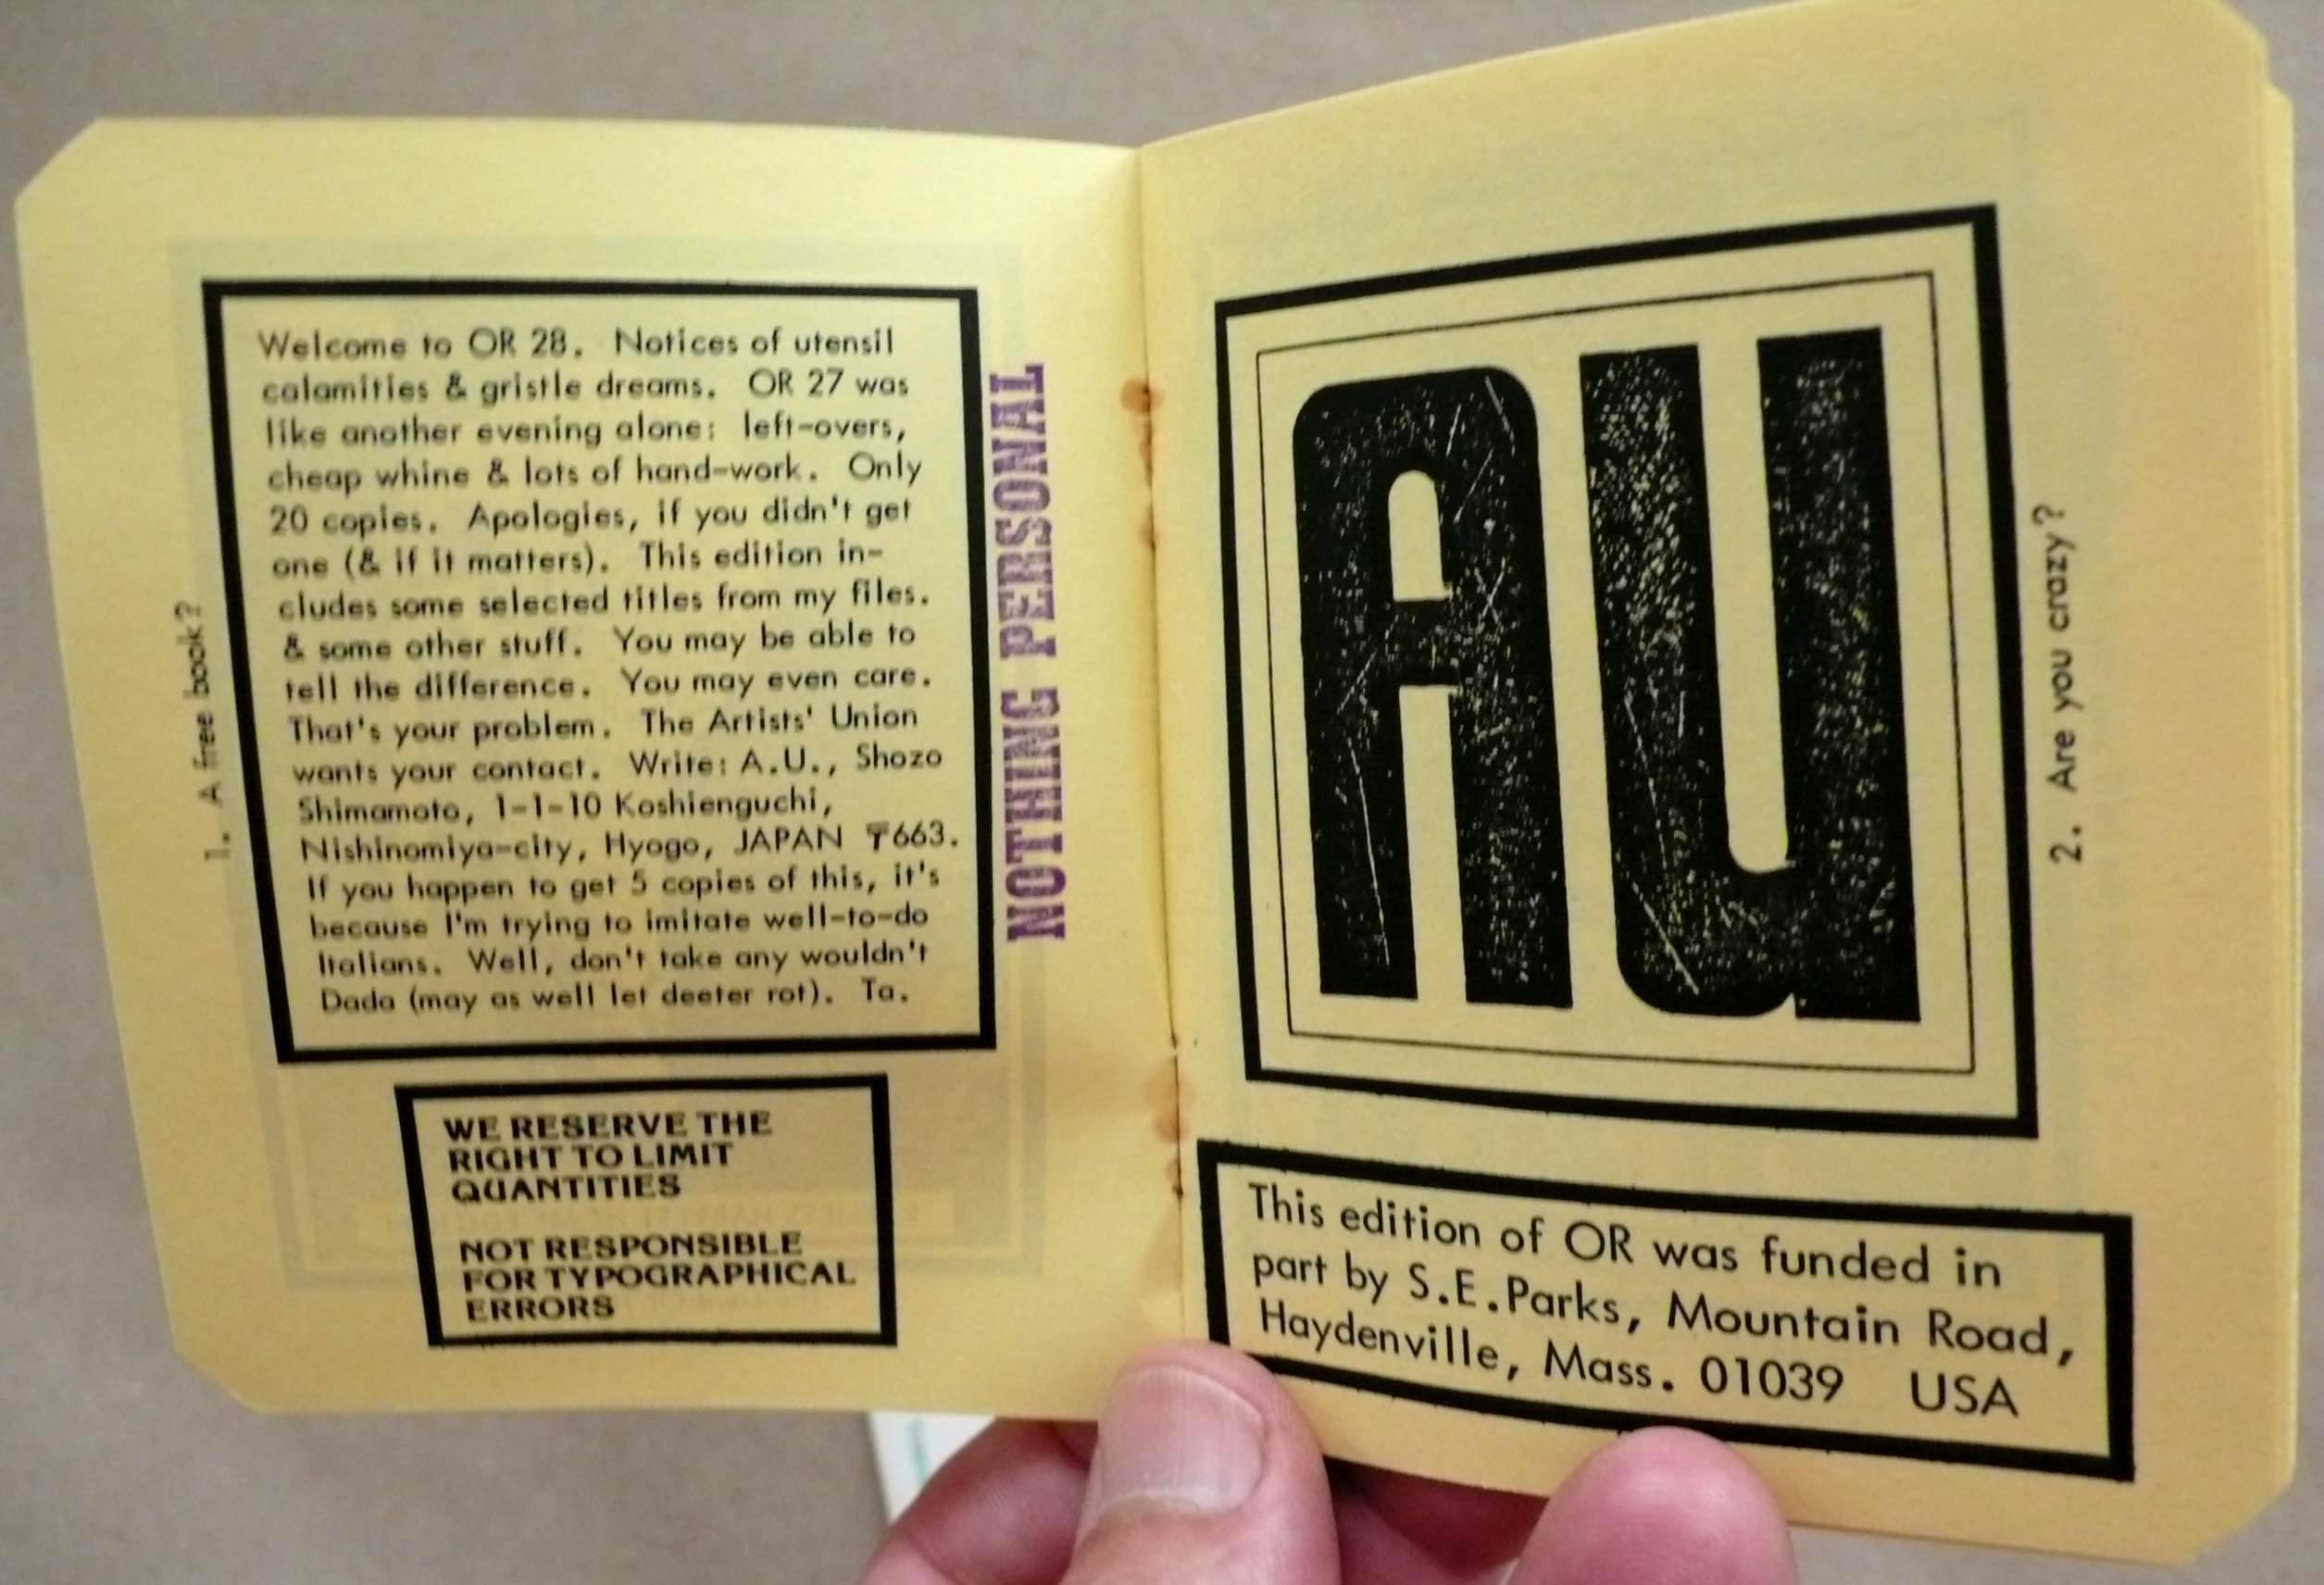 1. A free book?
Welcome to OR 28. Notices of utensil
calamities & gristle dreams. OR 27 was
like another evening alone: left-overs,
cheap whine & lots of hand-work. Only
20 copies. Apologies, if you didn't get
one (& if it matters). This edition in-
cludes some selected titles from my files.
& some other stuff. You may be able to
tell the difference. You may even care.
That's your problem. The Artists' Union
wants your contact. Write: A.U., Shozo
Shimamoto, 1-1-10 Koshienguchi,
Nishinomiya-city, Hyogo, JAPAN 〒663.
If you happen to get 5 copies of this, it's
because I'm trying to imitate well-to-do
Italians. Well, don't take any wouldn't
Dada (may as well let deeter rot). Ta.
NOTHING PERSONAL
WE RESERVE THE
RIGHT TO LIMIT
QUANTITIES
NOT RESPONSIBLE
FOR TYPOGRAPHICAL
ERRORS
AU
2. Are you crazy?
This edition of OR was funded in
part by S.E.Parks, Mountain Road,
Haydenville, Mass. 01039 USA